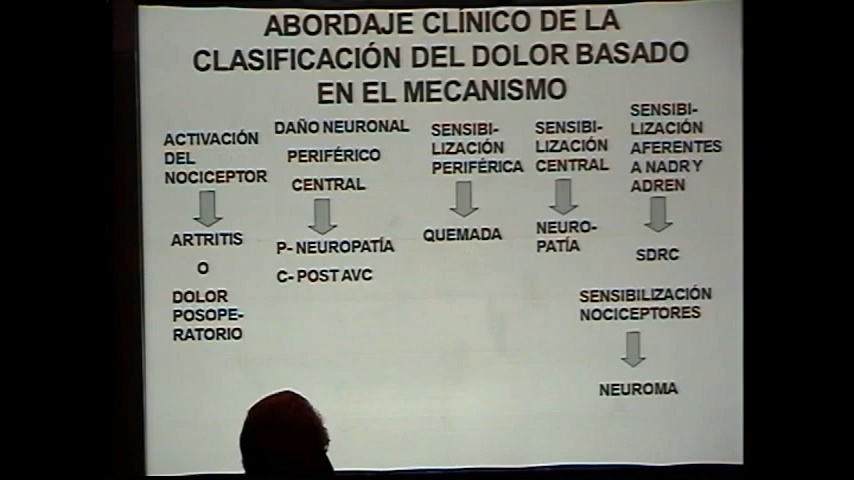 ABORDAJE CLÍNICO DE LA
CLASIFICACIÓN DEL DOLOR BASADO
EN EL MECANISMO
ACTIVACIÓN
DEL
NOCICEPTOR
ARTRITIS
O
DOLOR
POSOPE-
RATORIO
DAÑO NEURONAL
PERIFÉRICO
CENTRAL
P- NEUROPATÍA
C- POST AVC
SENSIBI-
LIZACIÓN
PERIFÉRICA
QUEMADA
SENSIBI-
LIZACIÓN
CENTRAL
NEURO-
PATÍA
SENSIBI-
LIZACIÓN
AFERENTES
A NADR Y
ADREN
SDRC
SENSIBILIZACIÓN
NOCICEPTORES
NEUROMA